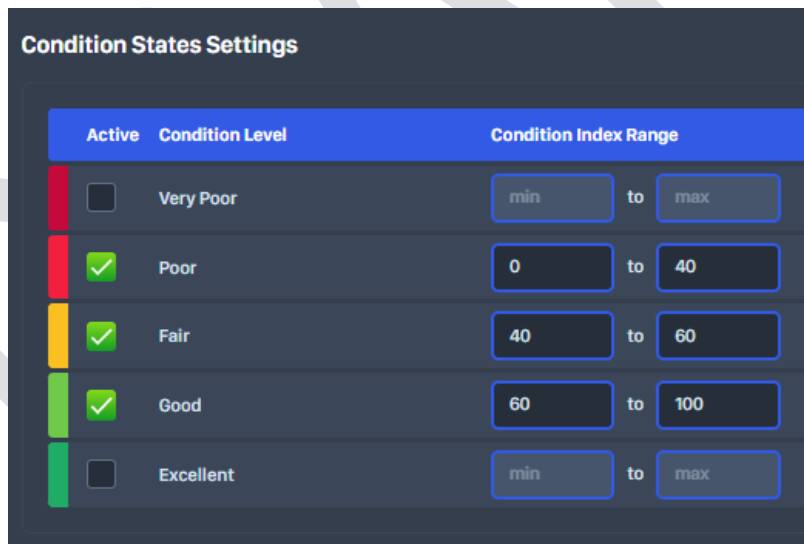 Condition States Settings
Active Condition Level Condition Index Range
Very Poor min to max
Poor 0 to 40
Fair 40 to 60
Good 60 to 100
Excellent min to max